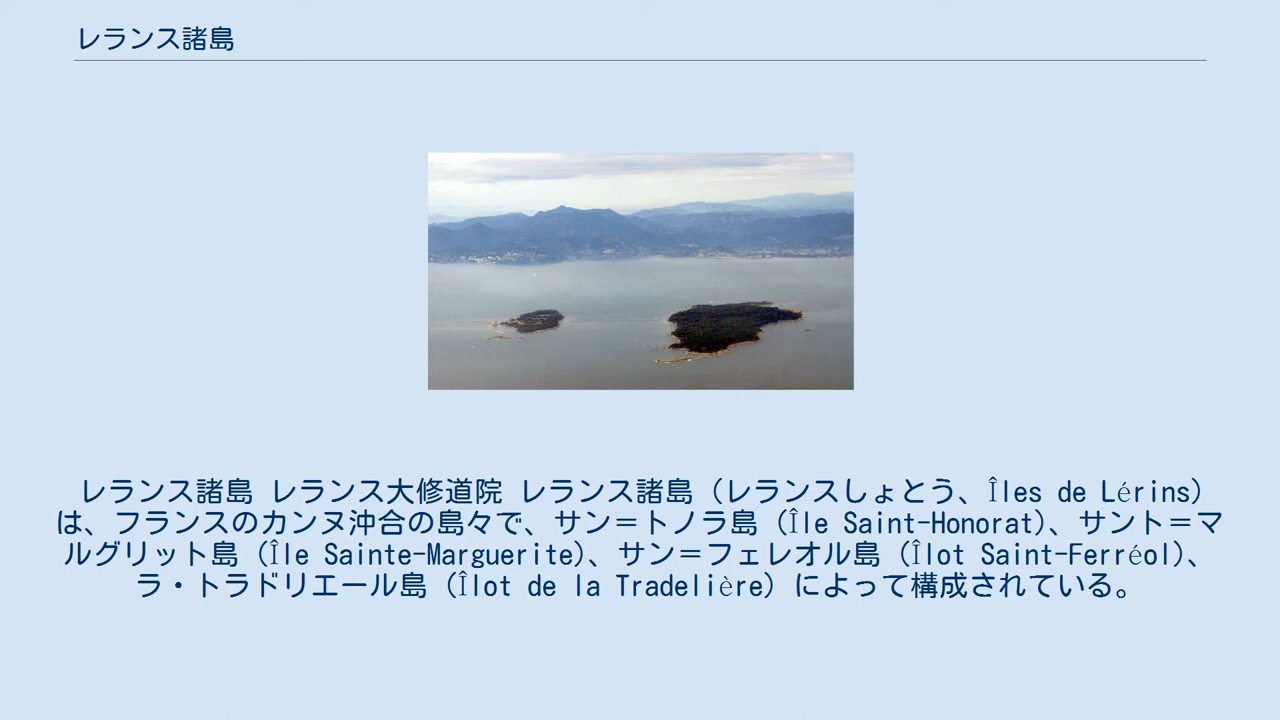 レランス諸島
レランス諸島 レランス大修道院 レランス諸島（レランスしょとう、Îles de Lérins）
は、フランスのカンヌ沖合の島々で、サン＝トノラ島（Île Saint-Honorat）、サント＝マ
ルグリット島（Île Sainte-Marguerite）、サン＝フェレオル島（Îlot Saint-Ferréol）、
ラ・トラドリエール島（Îlot de la Tradelière）によって構成されている。